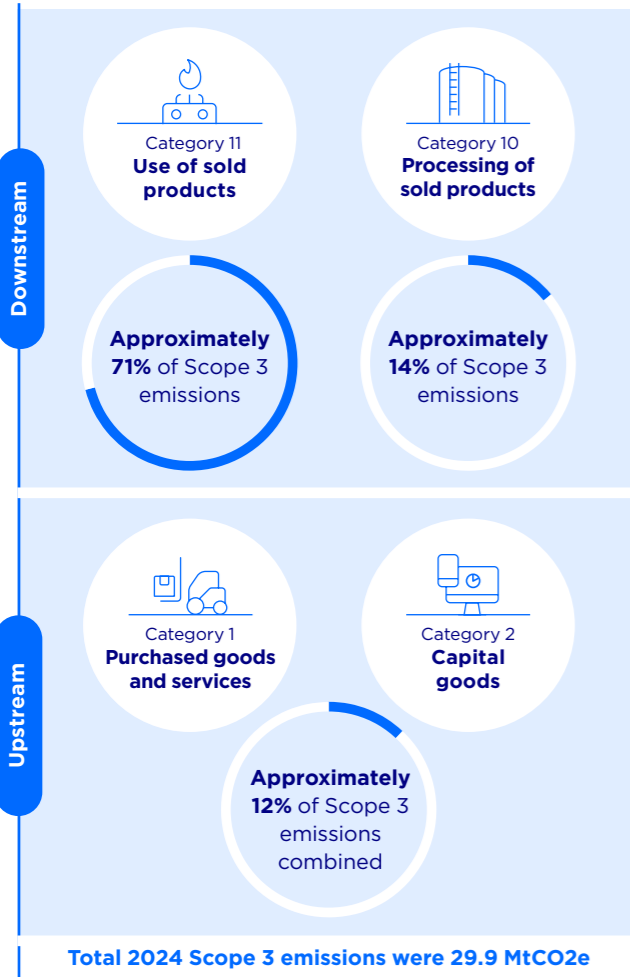 Downstream
Category 11
Use of sold
products
Category 10
Processing of
sold products
Approximately
71% of Scope 3
emissions
Approximately
14% of Scope 3
emissions
Upstream
Category 1
Purchased goods
and services
Category 2
Capital
goods
Approximately
12% of Scope 3
emissions
combined
Total 2024 Scope 3 emissions were 29.9 MtCO2e